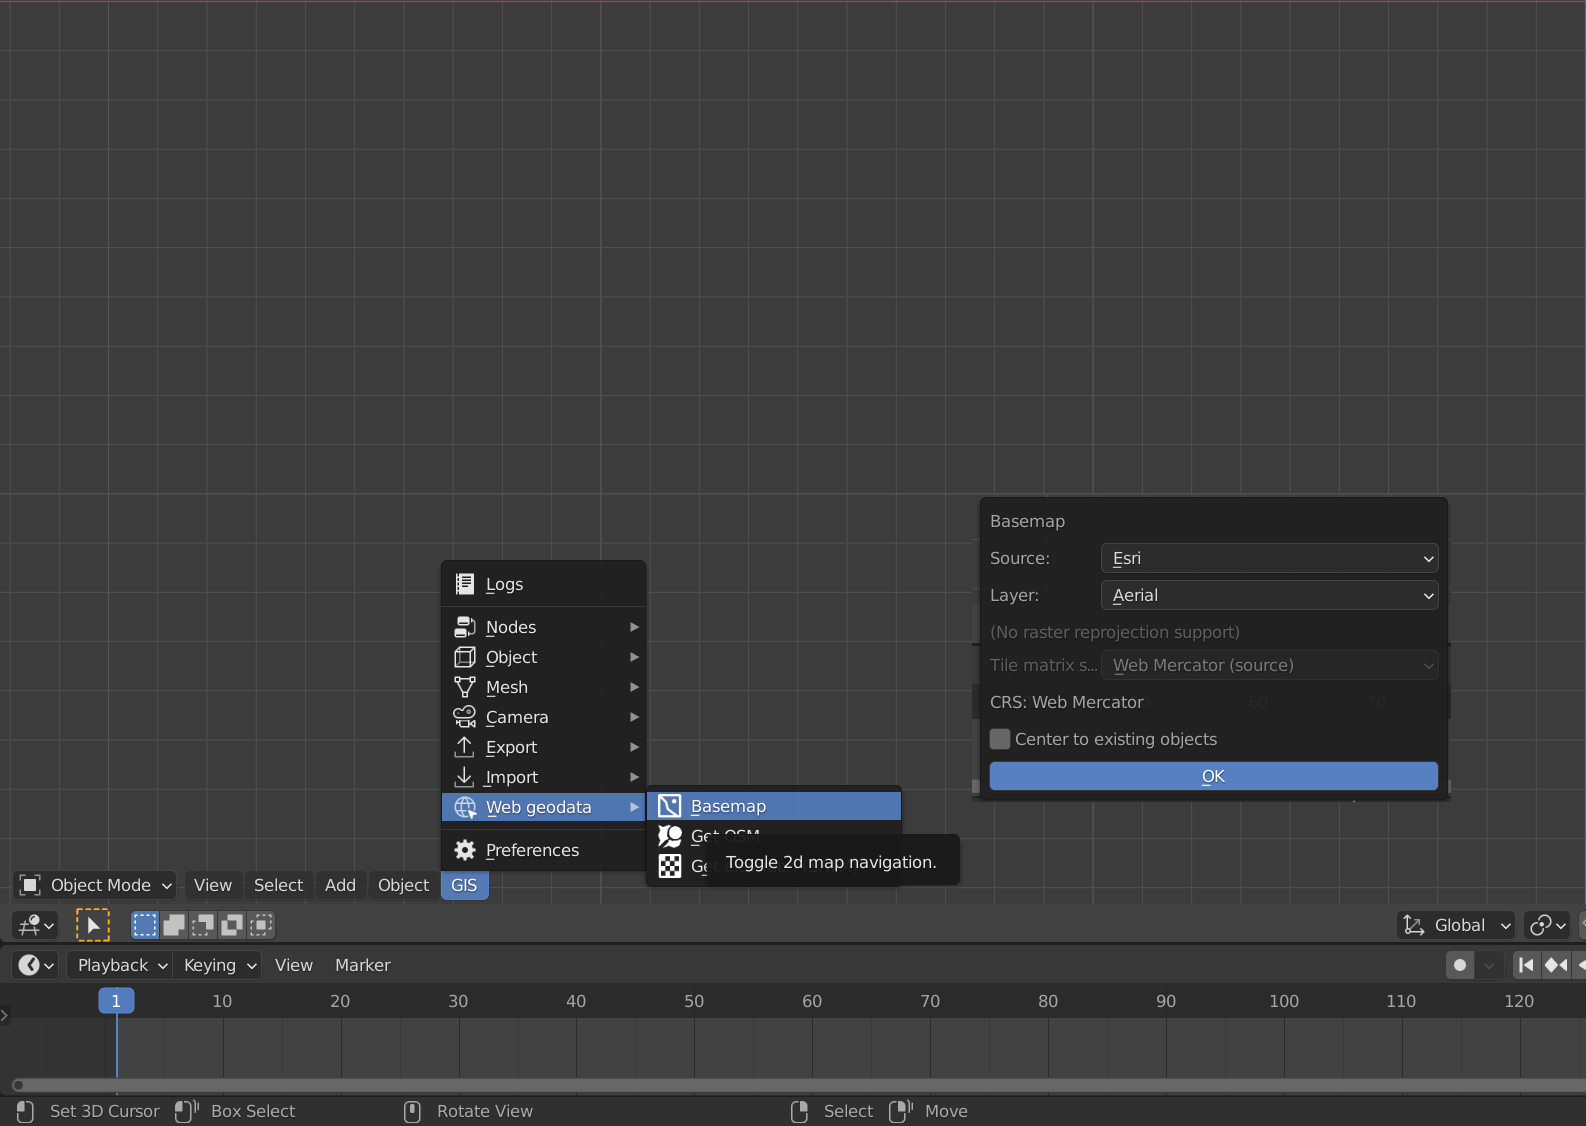 Basemap
Source: Esri
Layer: Aerial
(No raster reprojection support)
Tile matrix s... Web Mercator (source)
CRS: Web Mercator 60 70
Center to existing objects
OK
Logs
Nodes
Object
Mesh
Camera
Export
Import
Web geodata
Preferences
Basemap
Get OSM
Toggle 2d map navigation.
Object Mode View Select Add Object GIS
Global
Playback Keying View Marker
1 10 20 30 40 50 60 70 80 90 100 110 120
Set 3D Cursor Box Select Rotate View Select Move